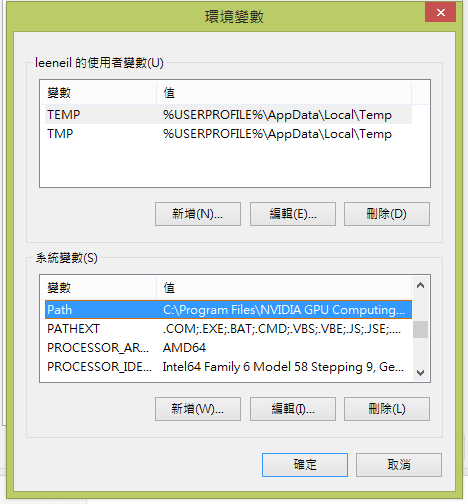 環境變數
leeneil 的使用者變數(U)
變數 值
TEMP %USERPROFILE%\AppData\Local\Temp
TMP %USERPROFILE%\AppData\Local\Temp
新增(N)... 編輯(E)... 刪除(D)
系統變數(S)
變數 值
Path C:\Program Files\NVIDIA GPU Computing...
PATHEXT .COM;.EXE;.BAT;.CMD;.VBS;.VBE;.JS;.JSE;....
PROCESSOR_AR... AMD64
PROCESSOR_IDE... Intel64 Family 6 Model 58 Stepping 9, Ge...
新增(W)... 編輯(I)... 刪除(L)
確定 取消